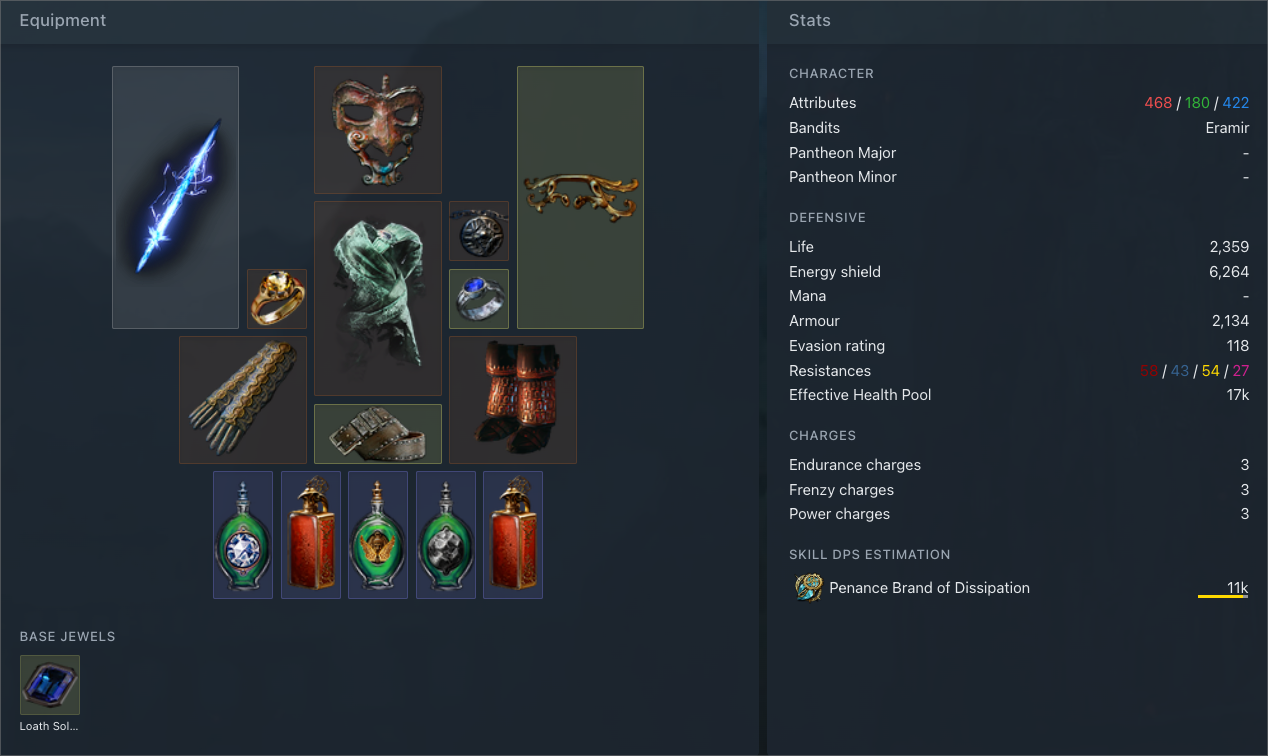 Equipment
BASE JEWELS
Loath Sol...
Stats
CHARACTER
Attributes 468 / 180 / 422
Bandits Eramir
Pantheon Major -
Pantheon Minor -
DEFENSIVE
Life 2,359
Energy shield 6,264
Mana -
Armour 2,134
Evasion rating 118
Resistances 58 / 43 / 54 / 27
Effective Health Pool 17k
CHARGES
Endurance charges 3
Frenzy charges 3
Power charges 3
SKILL DPS ESTIMATION
Penance Brand of Dissipation 11k